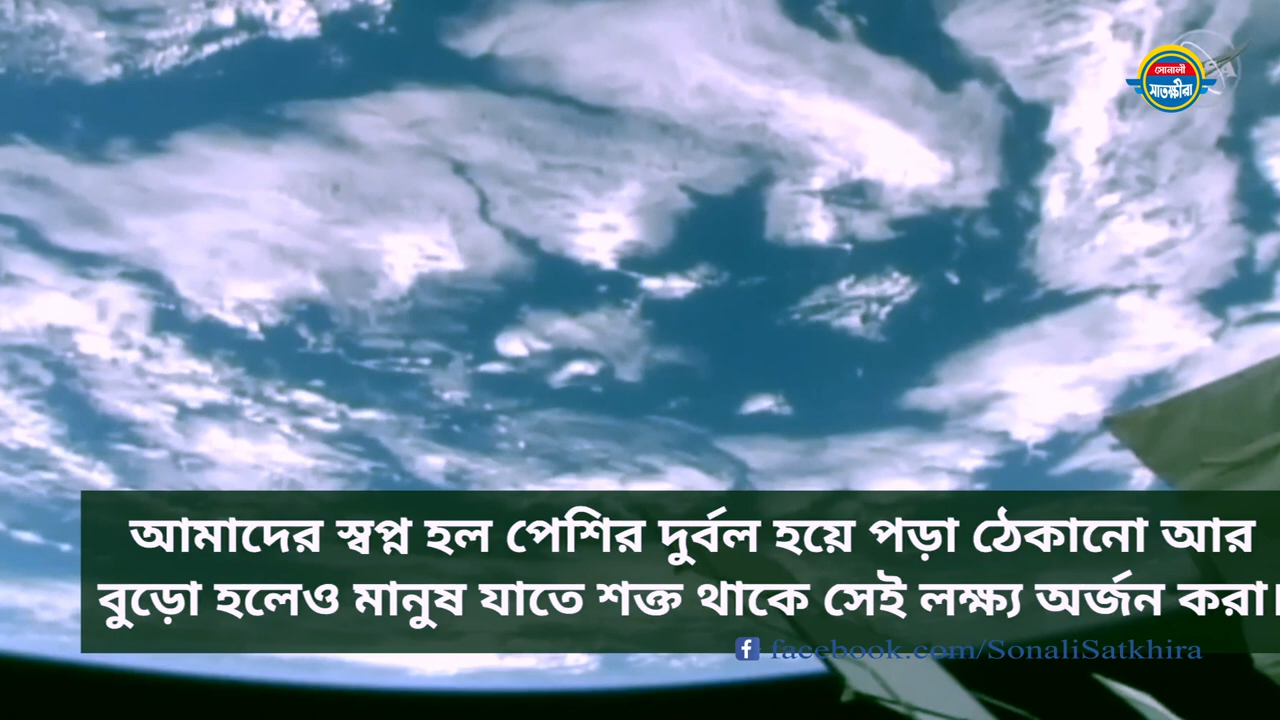 সোনালী
সাতক্ষীরা
আমাদের স্বপ্ন হল পেশির দুর্বল হয়ে পড়া ঠেকানো আর
বুড়ো হলেও মানুষ যাতে শক্ত থাকে সেই লক্ষ্য অর্জন করা।
facebook.com/SonaliSatkhira